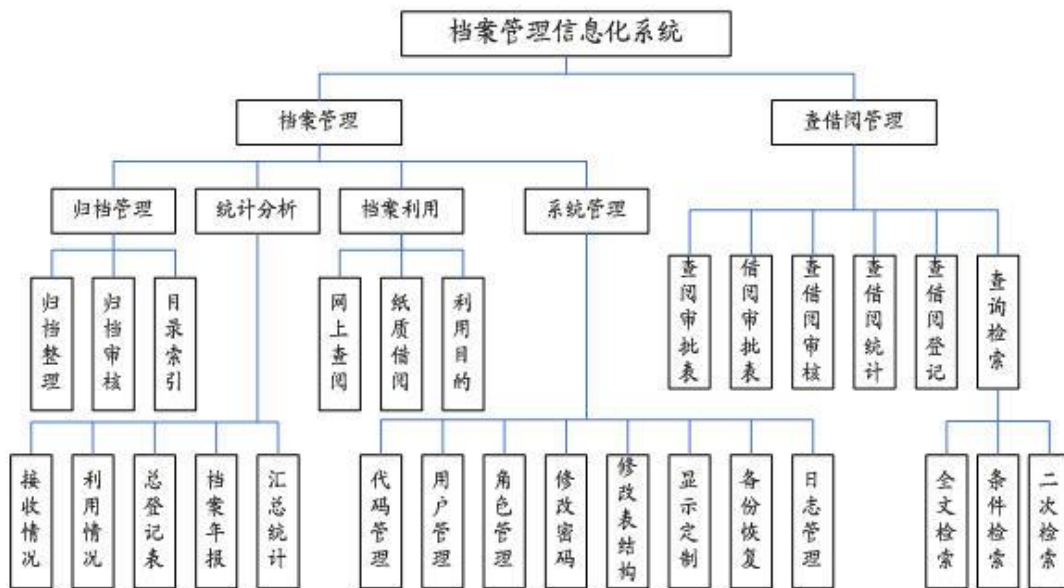 档案管理信息化系统
档案管理
查借阅管理
归档管理
统计分析
档案利用
系统管理
归档整理
归档审核
目录索引
网上查阅
纸质借阅
利用目的
查阅审批表
借阅审批表
查借阅审核
查借阅统计
查借阅登记
查询检索
接收情况
利用情况
总登记表
档案年报
汇总统计
代码管理
用户管理
角色管理
修改密码
修改表结构
显示定制
备份恢复
日志管理
全文检索
条件检索
二次检索